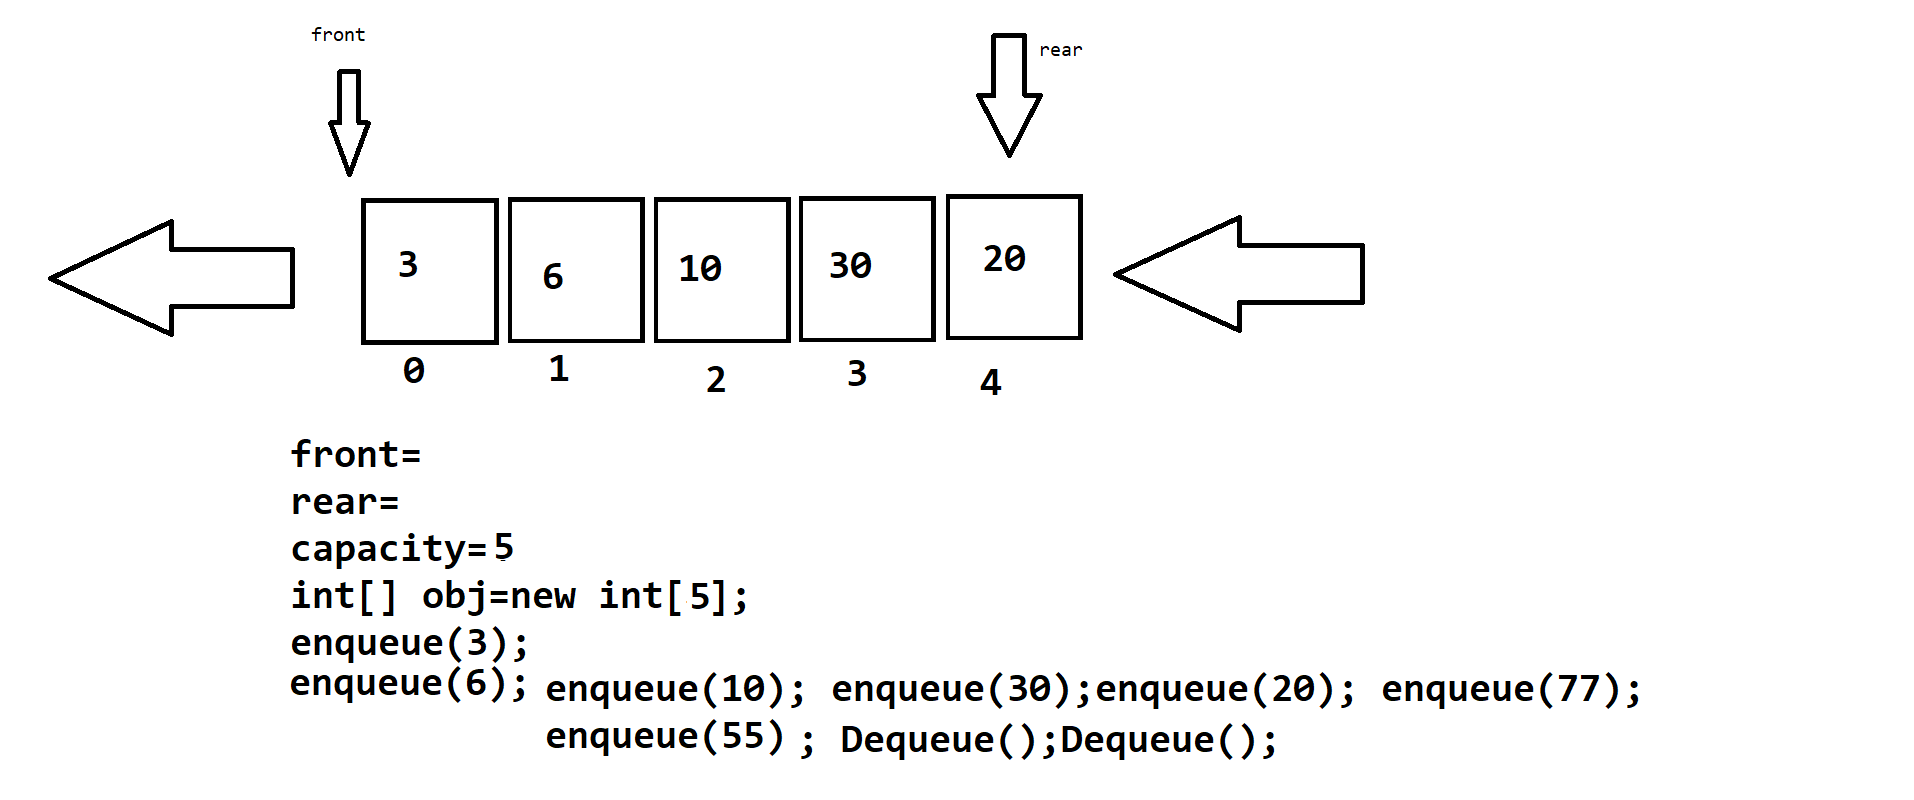 front
rear
3 6 10 30 20
0 1 2 3 4
front=
rear=
capacity=5
int[] obj=new int[5];
enqueue(3);
enqueue(6); enqueue(10); enqueue(30);enqueue(20); enqueue(77);
enqueue(55) ; Dequeue();Dequeue();